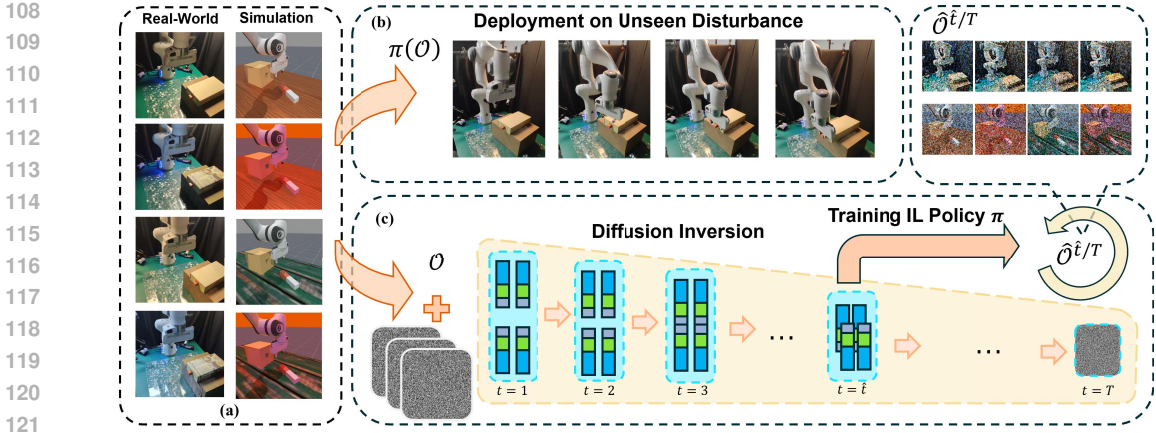 108
109
110
111
112
113
114
115
116
117
118
119
120
121
Real-World Simulation
(a)
(b) Deployment on Unseen Disturbance
π(𝒪)
Ô^{t̂/T}
(c) Training IL Policy π
Diffusion Inversion
𝒪
+
Ô^{t̂/T}
... ...
t = 1 t = 2 t = 3 t = t̂ t = T